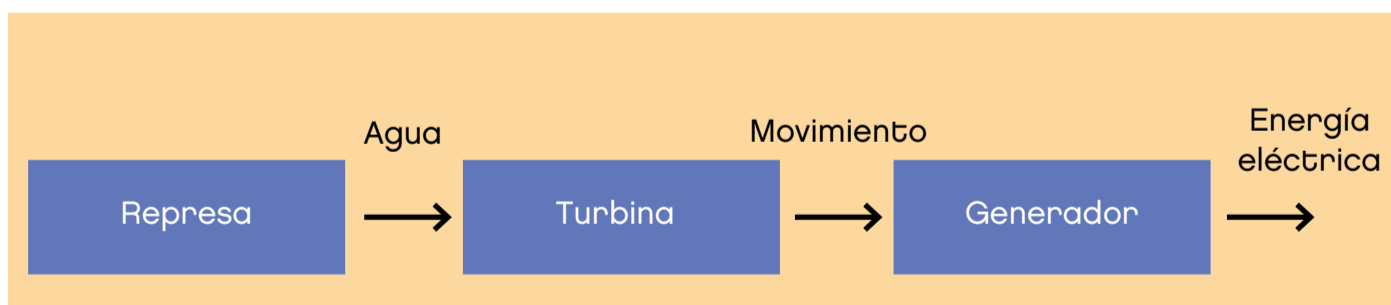 Agua
Movimiento
Energía
eléctrica
Represa
Turbina
Generador